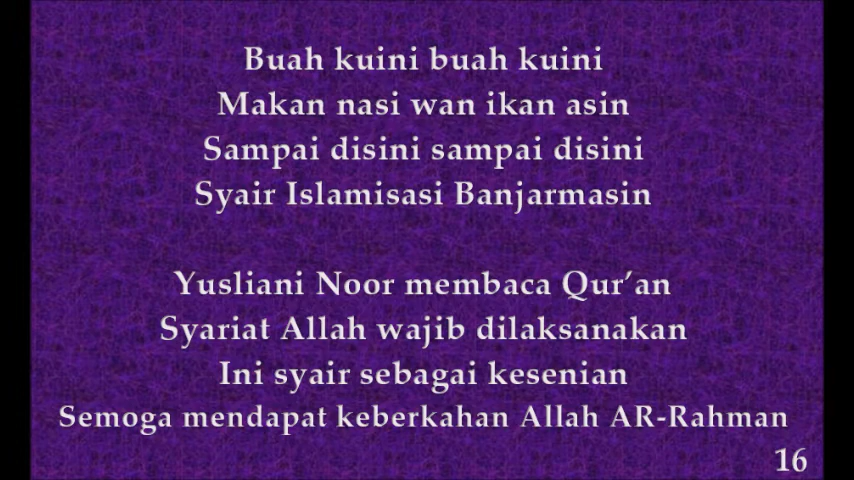 Buah kuini buah kuini
Makan nasi wan ikan asin
Sampai disini sampai disini
Syair Islamisasi Banjarmasin
Yusliani Noor membaca Qur’an
Syariat Allah wajib dilaksanakan
Ini syair sebagai kesenian
Semoga mendapat keberkahan Allah AR-Rahman
16